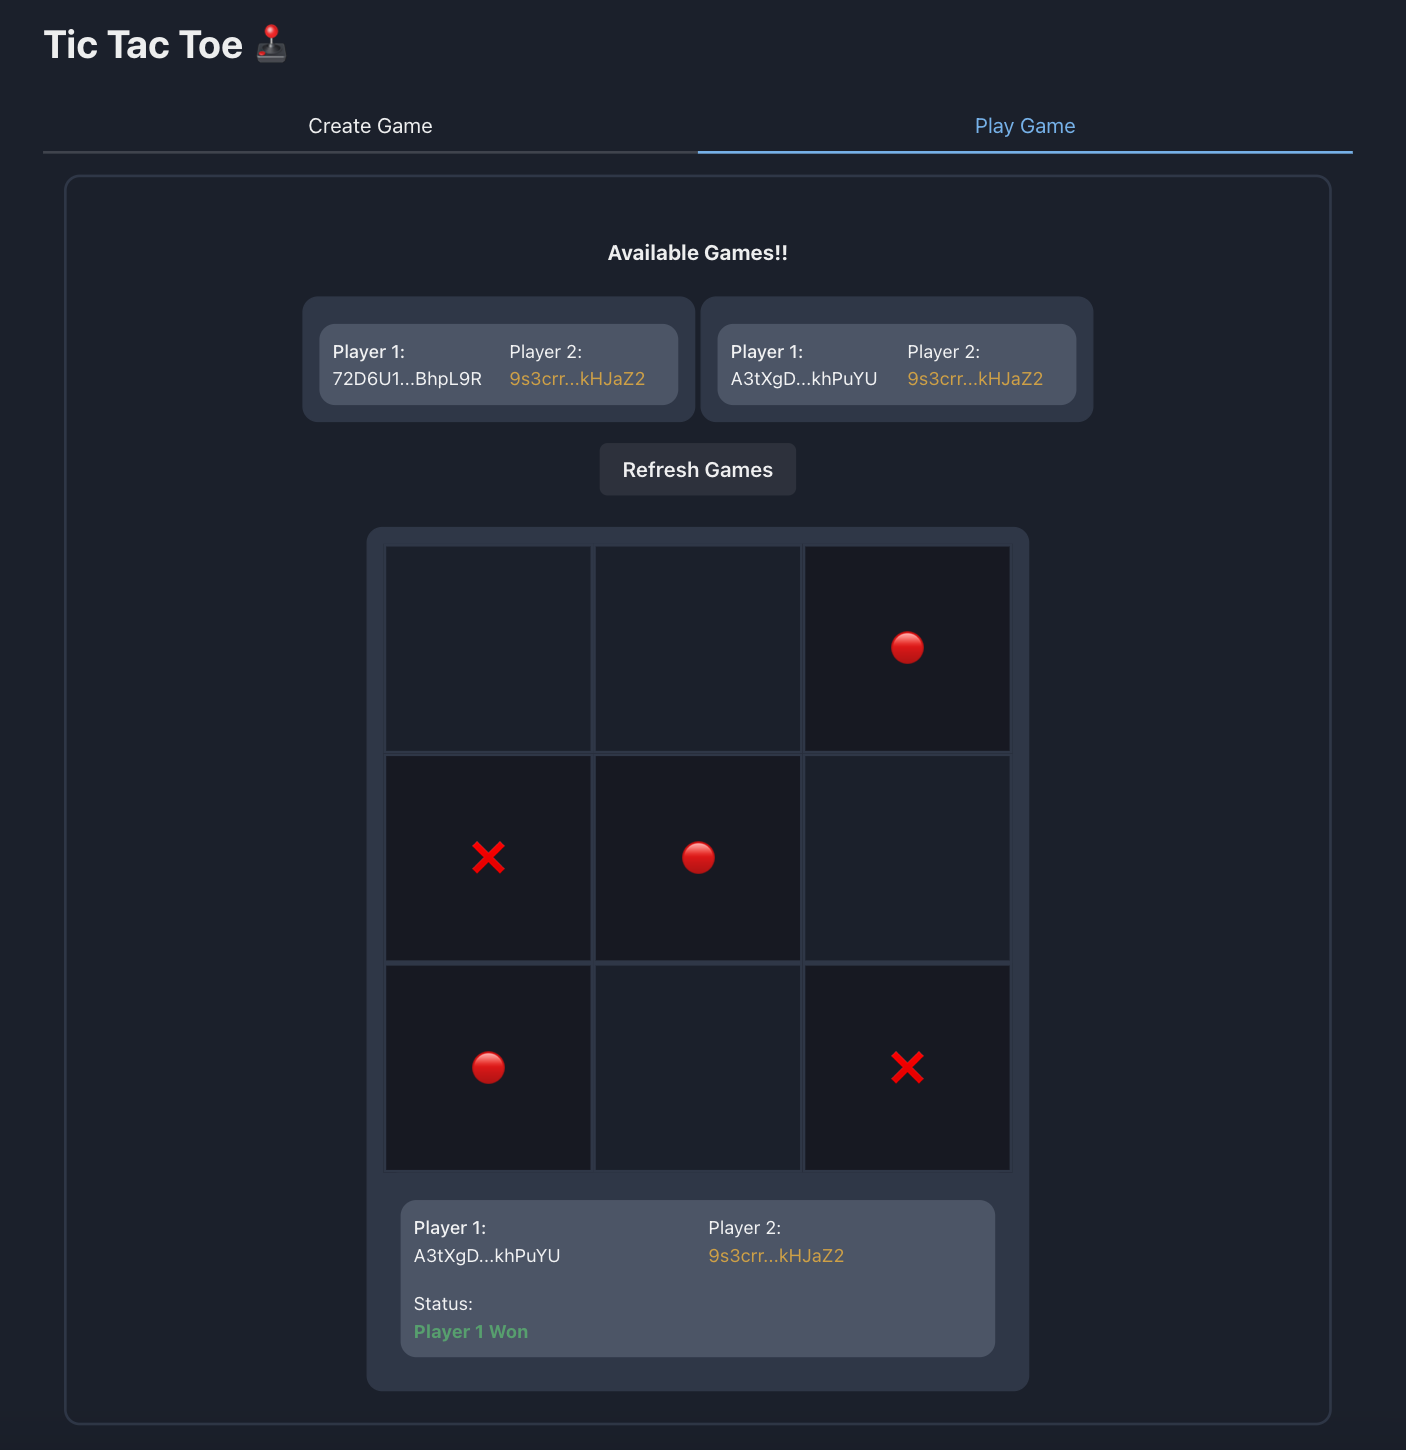 Tic Tac Toe 🕹️
Create Game
Play Game
Available Games!!
Player 1:
72D6U1...BhpL9R
Player 2:
9s3crr...kHJaZ2
Player 1:
A3tXgD...khPuYU
Player 2:
9s3crr...kHJaZ2
Refresh Games
Player 1:
A3tXgD...khPuYU
Player 2:
9s3crr...kHJaZ2
Status:
Player 1 Won